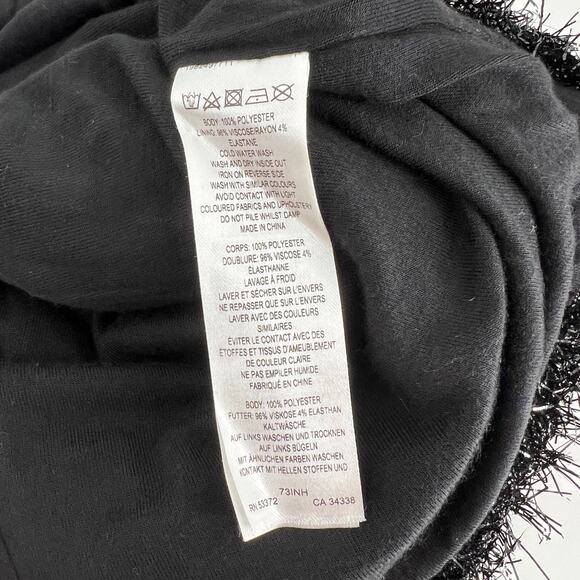 BODY: 100% POLYESTER
LINING: 96% VISCOSE/RAYON 4%
ELASTANE
COLD WATER WASH
WASH AND DRY INSIDE OUT
IRON ON REVERSE SIDE
WASH WITH SIMILAR COLOURS
AVOID CONTACT WITH LIGHT
COLOURED FABRICS AND UPHOLSTERY
DO NOT PILE WHILST DAMP
MADE IN CHINA
CORPS: 100% POLYESTER
DOUBLURE: 96% VISCOSE 4%
ÉLASTHANNE
LAVAGE À FROID
LAVER ET SÉCHER SUR L'ENVERS
NE REPASSER QUE SUR L'ENVERS
LAVER AVEC DES COULEURS
SIMILAIRES
ÉVITER LE CONTACT AVEC DES
ÉTOFFES ET TISSUS D'AMEUBLEMENT
DE COULEUR CLAIRE
NE PAS EMPILER HUMIDE
FABRIQUÉ EN CHINE
BODY: 100% POLYESTER
FUTTER: 96% VISKOSE 4% ELASTHAN
KALTWÄSCHE
AUF LINKS WASCHEN UND TROCKNEN
AUF LINKS BÜGELN
MIT ÄHNLICHEN FARBEN WASCHEN
KONTAKT MIT HELLEN STOFFEN UND
73INH
RN 53372 CA 34338